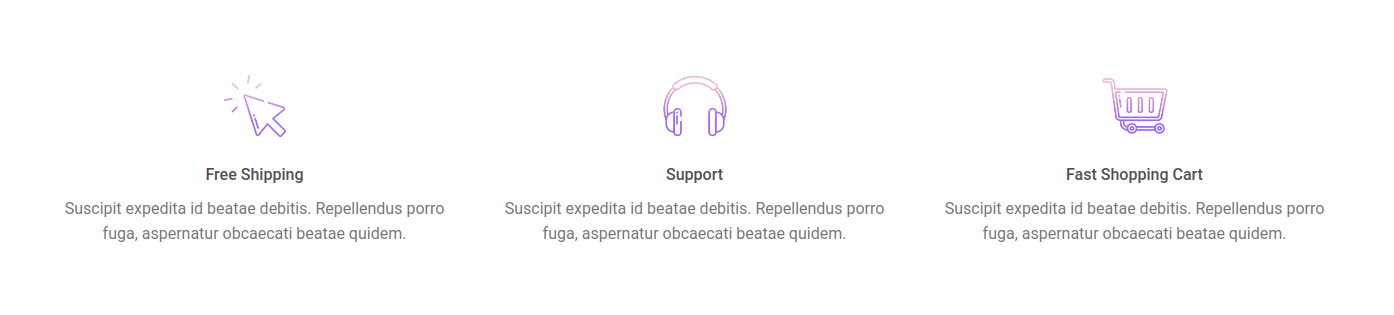 Free Shipping
Suscipit expedita id beatae debitis. Repellendus porro
fuga, aspernatur obcaecati beatae quidem.
Support
Suscipit expedita id beatae debitis. Repellendus porro
fuga, aspernatur obcaecati beatae quidem.
Fast Shopping Cart
Suscipit expedita id beatae debitis. Repellendus porro
fuga, aspernatur obcaecati beatae quidem.